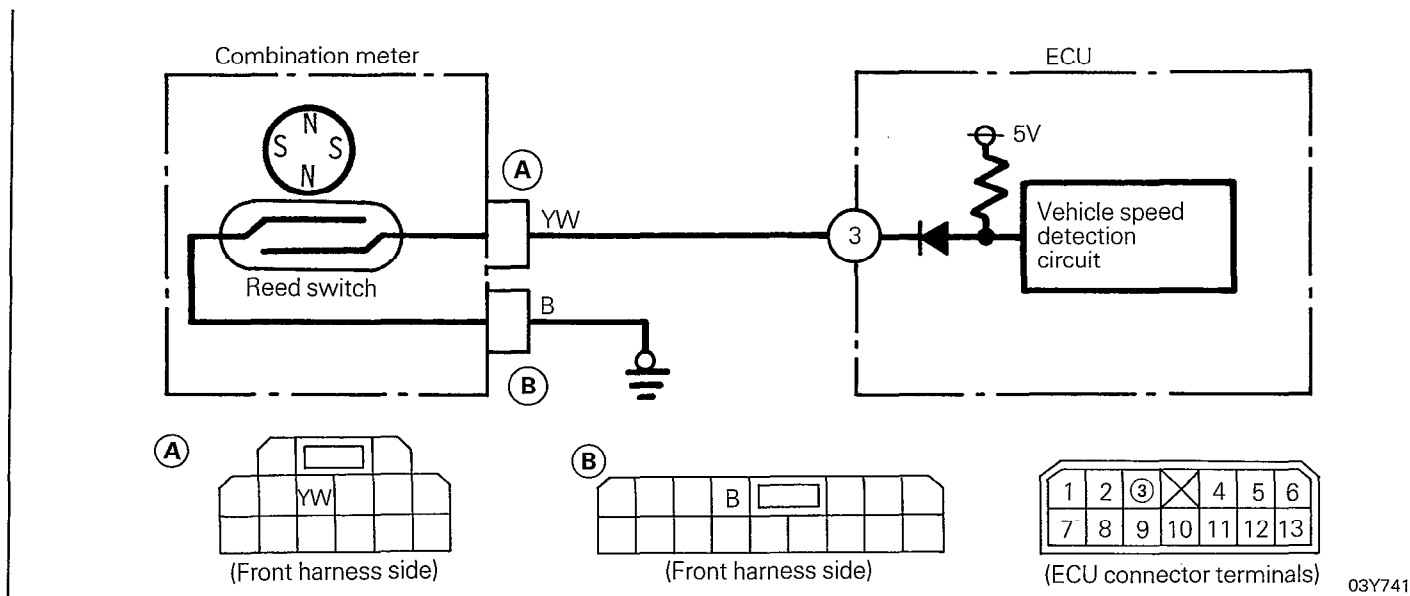 Combination meter
ECU
N
S S
N
5V
A
YW
3
Vehicle speed
detection
circuit
Reed switch
B
B
A
YW
(Front harness side)
B
B
(Front harness side)
1 2 3 4 5 6
7 8 9 10 11 12 13
(ECU connector terminals)
03Y741